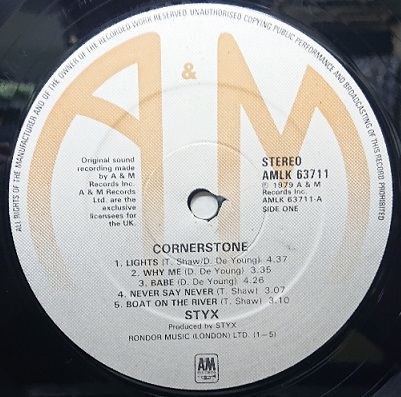 ALL RIGHTS OF THE MANUFACTURER AND OF THE OWNER OF THE RECORDED WORK RESERVED. UNAUTHORISED COPYING PUBLIC PERFORMANCE AND BROADCASTING OF THIS RECORD PROHIBITED
A & M
Original sound
recording made
by A & M
Records Inc.
A & M Records
Ltd. are the
exclusive
licensees for
the UK.
STEREO
AMLK 63711
℗ 1979 A & M
Records Inc.
AMLK 63711-A
SIDE ONE
CORNERSTONE
1. LIGHTS (T. Shaw/D. De Young) 4.37
2. WHY ME (D. De Young) 3.35
3. BABE (D. De Young) 4.26
4. NEVER SAY NEVER (T. Shaw) 3.07
5. BOAT ON THE RIVER (T. Shaw) 3.10
STYX
Produced by STYX
RONDOR MUSIC (LONDON) LTD. (1—5)
A&M
RECORDS